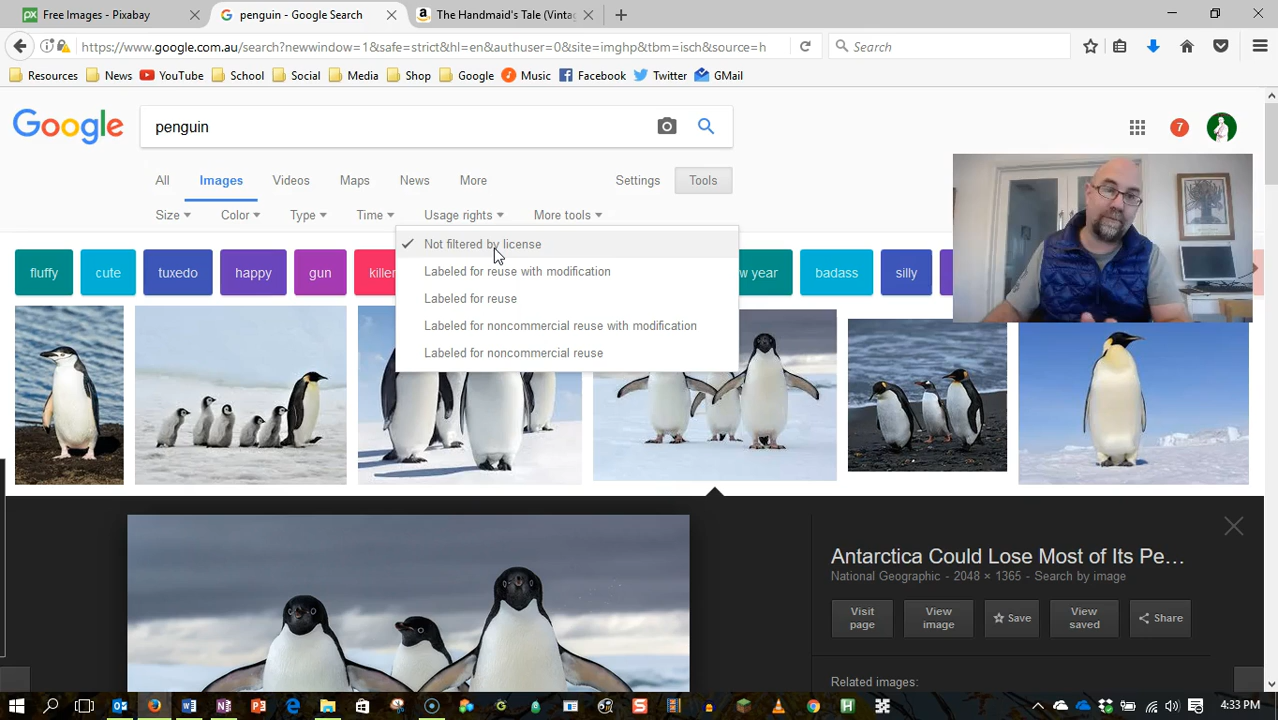 Free Images - Pixabay
penguin - Google Search
The Handmaid's Tale (Vinta
https://www.google.com.au/search?newwindow=1&safe=strict&hl=en&authuser=0&site=imghp&tbm=isch&source=h
Search
Resources News YouTube School Social Media Shop Google Music Facebook Twitter GMail
Google
penguin
7
All Images Videos Maps News More Settings Tools
Size Color Type Time Usage rights More tools
Not filtered by license
Labeled for reuse with modification
Labeled for reuse
Labeled for noncommercial reuse with modification
Labeled for noncommercial reuse
fluffy cute tuxedo happy gun killer w year badass silly
Antarctica Could Lose Most of Its Pe...
National Geographic - 2048 × 1365 - Search by image
Visit page
View image
Save
View saved
Share
Related images:
4:33 PM